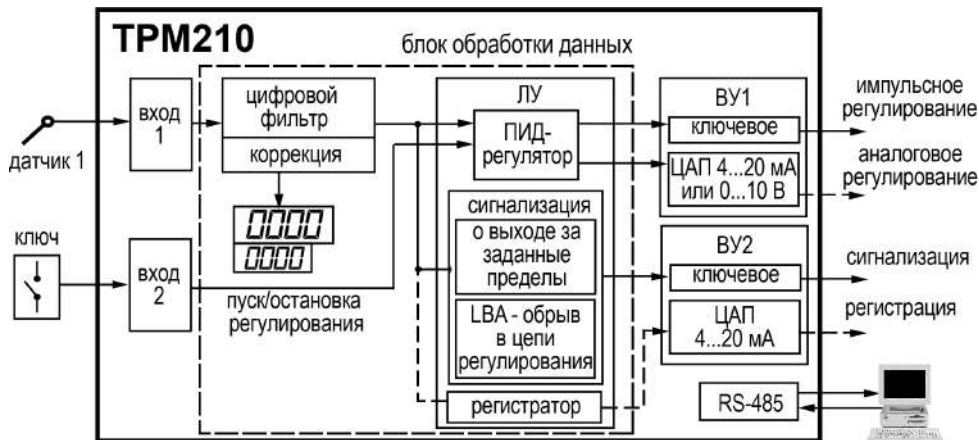 ТРМ210
блок обработки данных
датчик 1
вход
1
цифровой
фильтр
коррекция
0000
0000
ключ
вход
2
пуск/остановка
регулирования
ЛУ
ПИД-
регулятор
сигнализация
о выходе за
заданные
пределы
LBA - обрыв
в цепи
регулирования
регистратор
ВУ1
ключевое
ЦАП 4...20 мА
или 0...10 В
ВУ2
ключевое
ЦАП
4...20 мА
RS-485
импульсное
регулирование
аналоговое
регулирование
сигнализация
регистрация